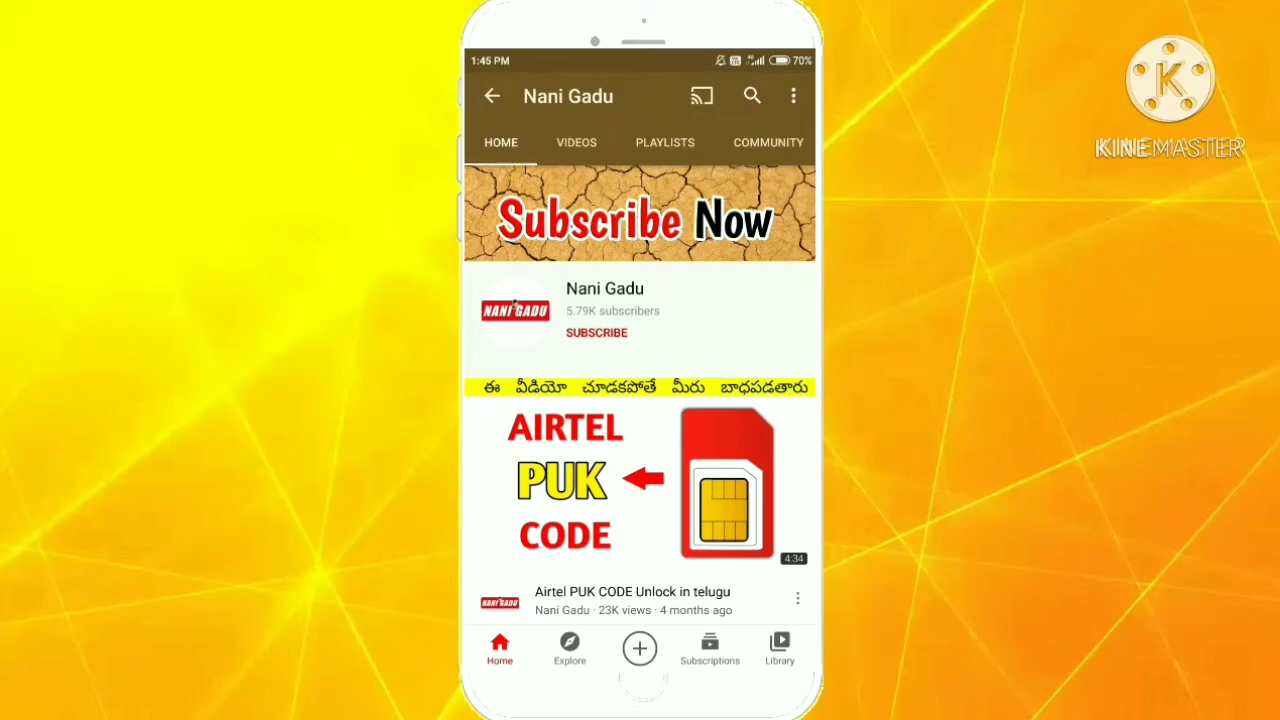 1:45 PM
70%
Nani Gadu
HOME VIDEOS PLAYLISTS COMMUNITY
Subscribe Now
NANI GADU
Nani Gadu
5.79K subscribers
SUBSCRIBE
ఈ వీడియో చూడకపోతే మీరు బాధపడతారు
AIRTEL
PUK
CODE
4:34
NANI GADU
Airtel PUK CODE Unlock in telugu
Nani Gadu · 23K views · 4 months ago
Home Explore Subscriptions Library
K
KINEMASTER